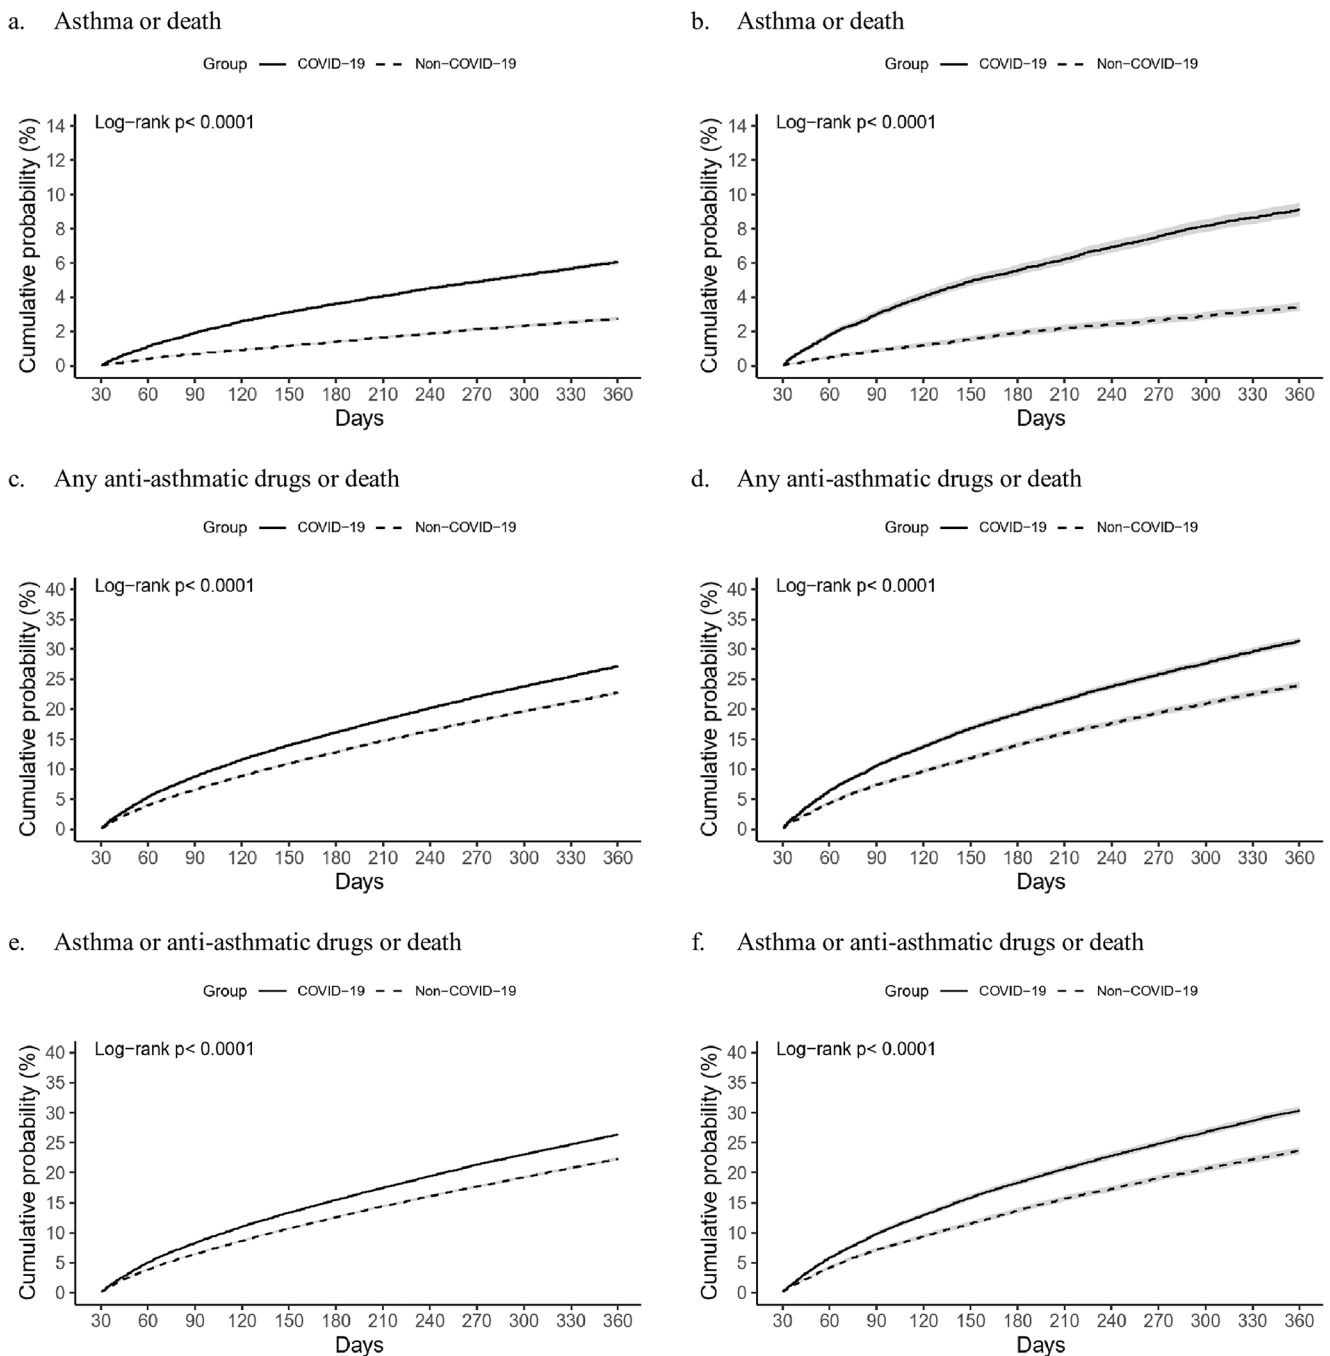 a. Asthma or death
Group COVID−19 Non−COVID−19
Log−rank p< 0.0001
Cumulative probability (%)
14
12
10
8
6
4
2
0
30 60 90 120 150 180 210 240 270 300 330 360
Days
b. Asthma or death
Group COVID−19 Non−COVID−19
Log−rank p< 0.0001
Cumulative probability (%)
14
12
10
8
6
4
2
0
30 60 90 120 150 180 210 240 270 300 330 360
Days
c. Any anti-asthmatic drugs or death
Group COVID−19 Non−COVID−19
Log−rank p< 0.0001
Cumulative probability (%)
40
35
30
25
20
15
10
5
0
30 60 90 120 150 180 210 240 270 300 330 360
Days
d. Any anti-asthmatic drugs or death
Group COVID−19 Non−COVID−19
Log−rank p< 0.0001
Cumulative probability (%)
40
35
30
25
20
15
10
5
0
30 60 90 120 150 180 210 240 270 300 330 360
Days
e. Asthma or anti-asthmatic drugs or death
Group COVID−19 Non−COVID−19
Log−rank p< 0.0001
Cumulative probability (%)
40
35
30
25
20
15
10
5
0
30 60 90 120 150 180 210 240 270 300 330 360
Days
f. Asthma or anti-asthmatic drugs or death
Group COVID−19 Non−COVID−19
Log−rank p< 0.0001
Cumulative probability (%)
40
35
30
25
20
15
10
5
0
30 60 90 120 150 180 210 240 270 300 330 360
Days